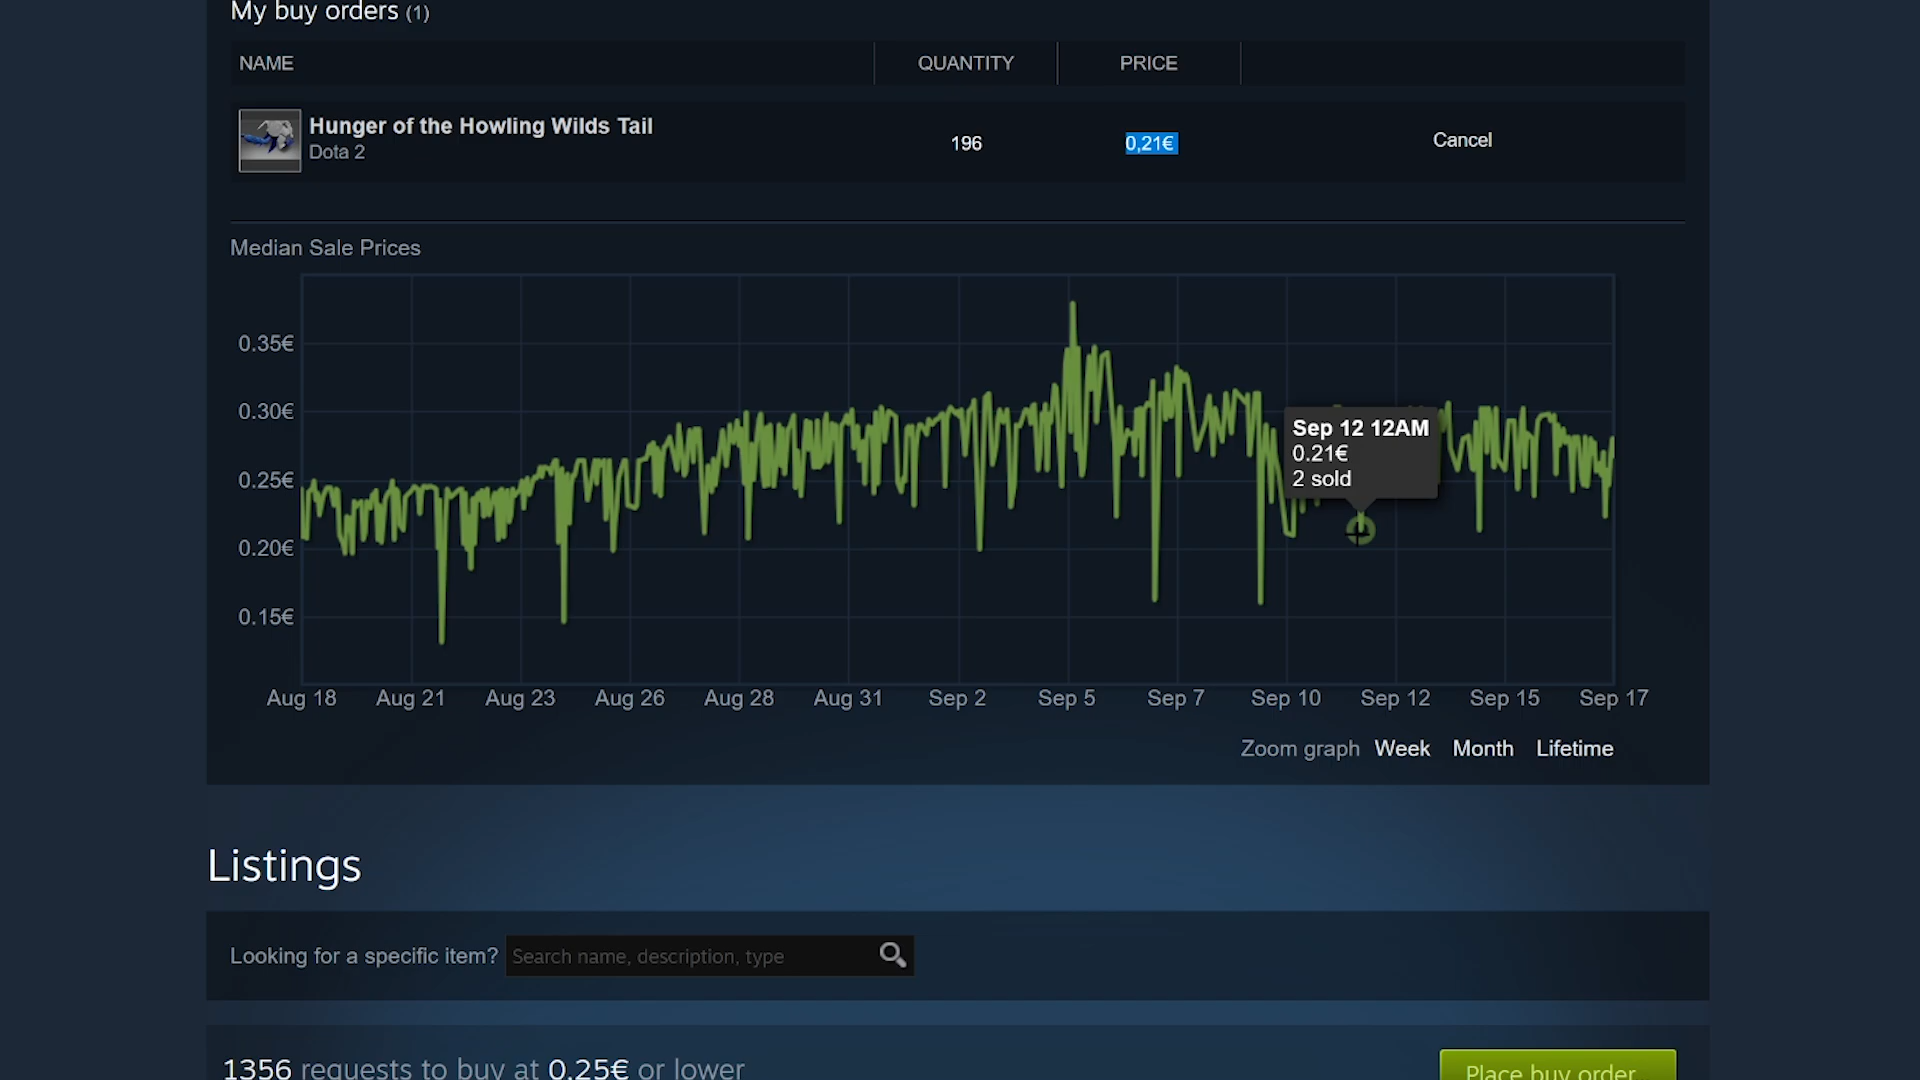 My buy orders (1)
NAME QUANTITY PRICE
Hunger of the Howling Wilds Tail
Dota 2
196 0,21€ Cancel
Median Sale Prices
0.35€
0.30€
0.25€
0.20€
0.15€
Sep 12 12AM
0.21€
2 sold
Aug 18 Aug 21 Aug 23 Aug 26 Aug 28 Aug 31 Sep 2 Sep 5 Sep 7 Sep 10 Sep 12 Sep 15 Sep 17
Zoom graph Week Month Lifetime
Listings
Looking for a specific item? Search name, description, type
1356 requests to buy at 0,25€ or lower
Place buy order...